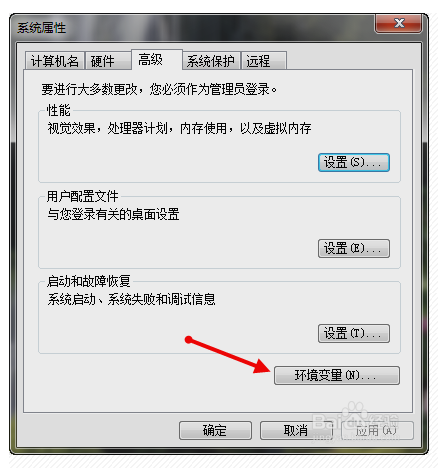 系统属性
计算机名 硬件 高级 系统保护 远程
要进行大多数更改，您必须作为管理员登录。
性能
视觉效果，处理器计划，内存使用，以及虚拟内存
设置(S)...
用户配置文件
与您登录有关的桌面设置
设置(E)...
启动和故障恢复
系统启动、系统失败和调试信息
设置(T)...
环境变量(N)...
确定 取消 应用(A)
Baidu 经验